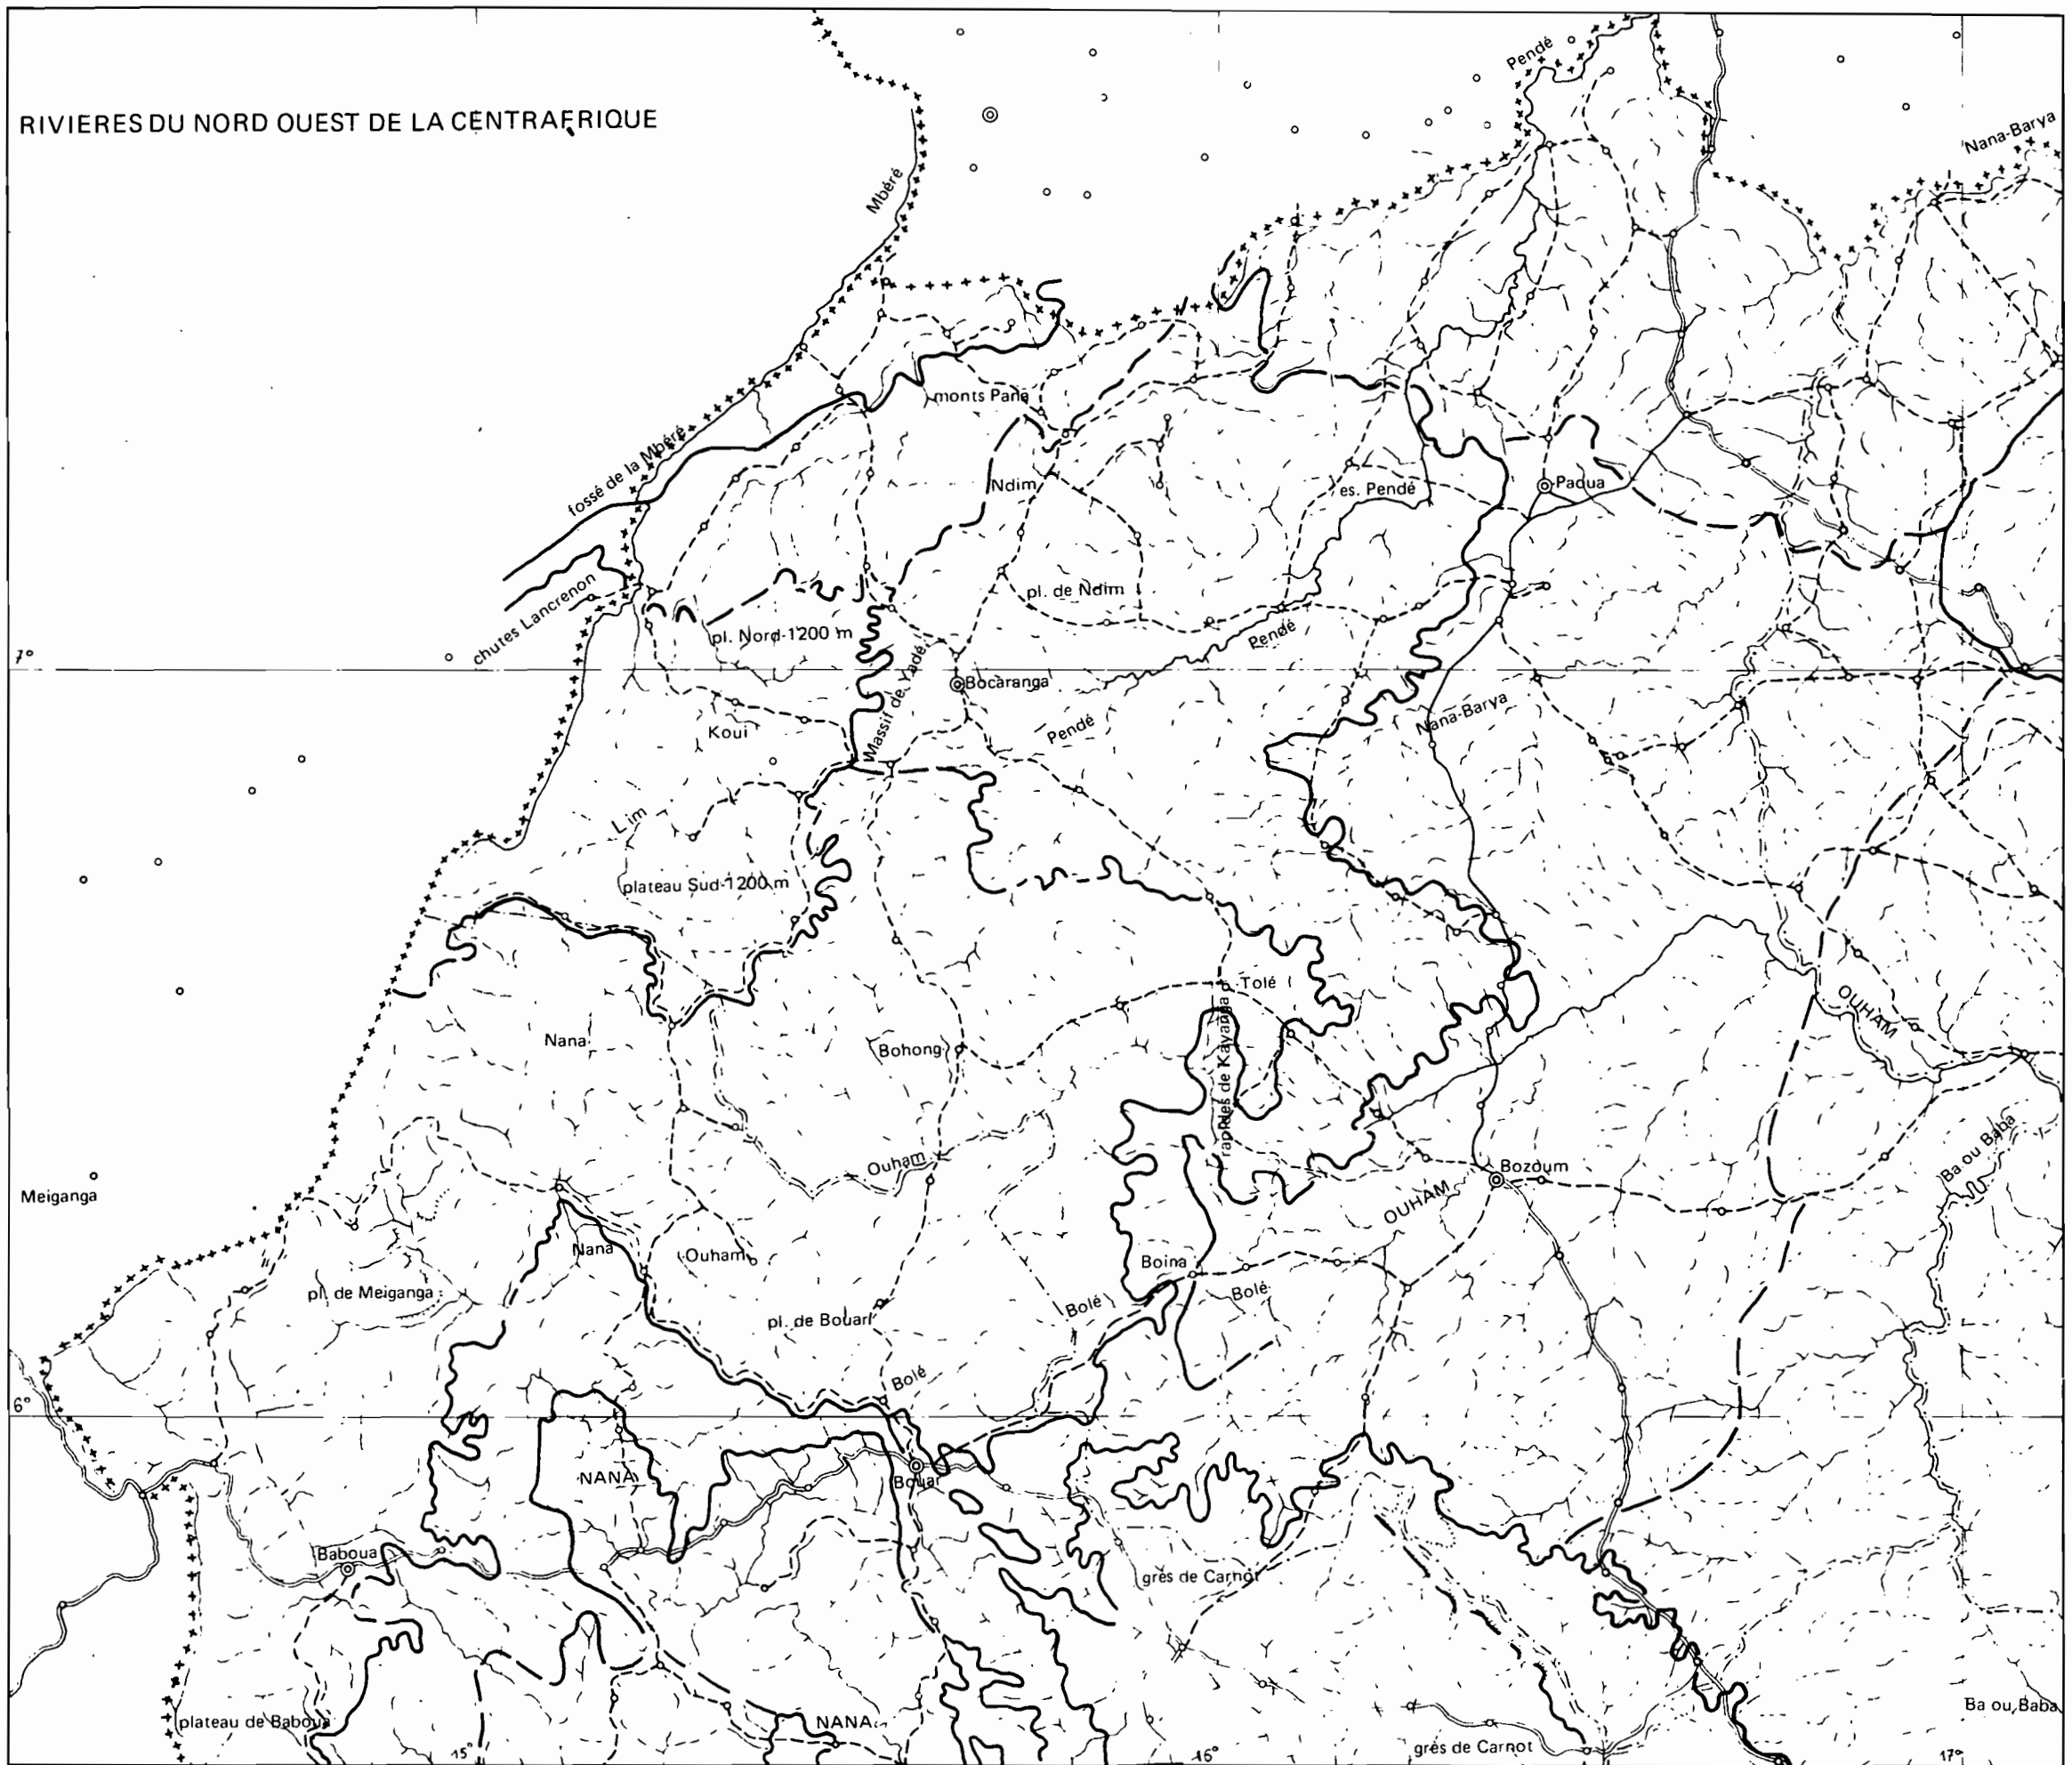 RIVIERES DU NORD OUEST DE LA CENTRAFRIQUE
Pendé
Nana-Barya
Mbéré
monts Pana
fossé de la Mbéré
Ndim
es. Pendé
Padua
chutes Lancrenon
pl. de Ndim
pl. Nord-1200 m
Pendé
7°
Massif de Yadé
Bocaranga
Koui
Pendé
Nana-Barya
Lim
plateau Sud-1200 m
Tolé
OUHAM
Nana
Bohong
rapides de Kayanga
Ouham
Bozoum
Ba ou Baba
Meiganga
OUHAM
Nana
Ouham
Boina
pl. de Meiganga
Bolé
Bolé
pl. de Bouar
Bolé
6°
NANA
Bouar
Baboua
grès de Carnot
plateau de Baboua
NANA
Ba ou Baba
grès de Carnot
15°
16°
17°